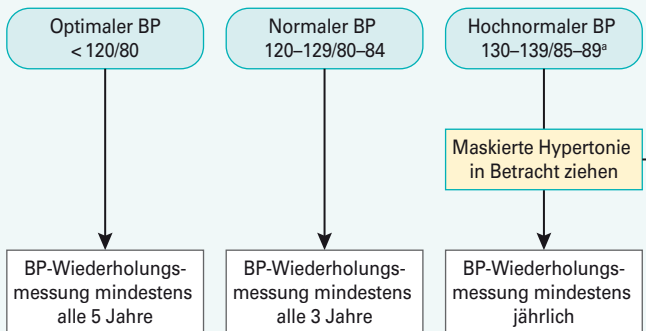 Optimaler BP
< 120/80
Normaler BP
120–129/80–84
Hochnormaler BP
130–139/85–89ª
Maskierte Hypertonie
in Betracht ziehen
BP-Wiederholungs-
messung mindestens
alle 5 Jahre
BP-Wiederholungs-
messung mindestens
alle 3 Jahre
BP-Wiederholungs-
messung mindestens
jährlich